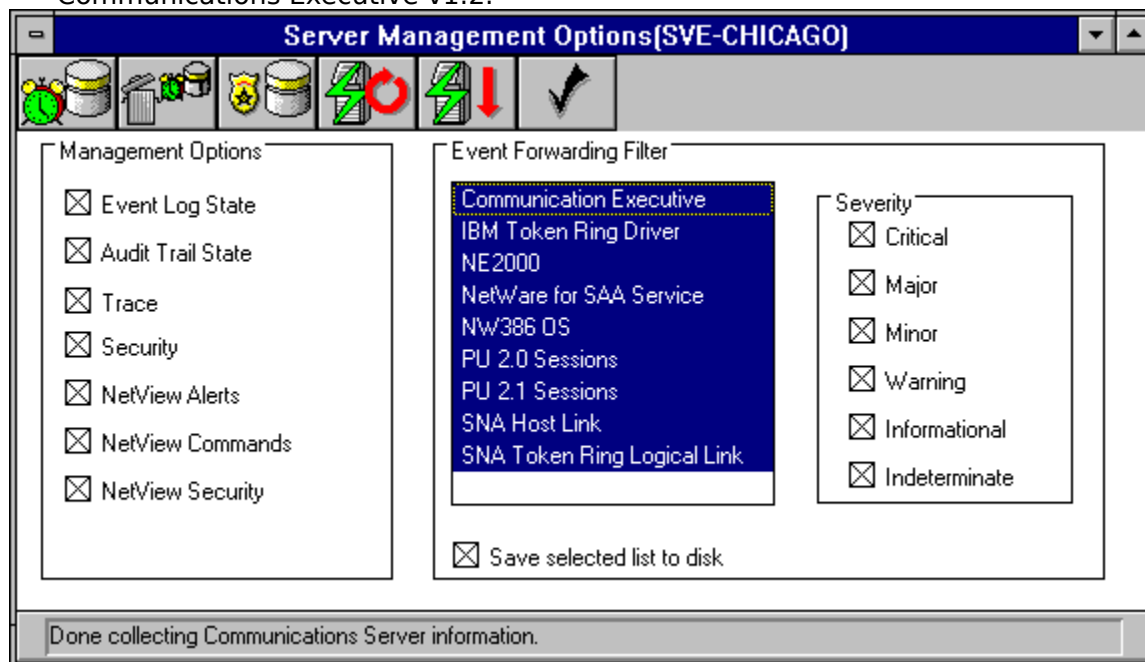 Communications Executive v1.2.
Server Management Options(SVE-CHICAGO)
Management Options
Event Log State
Audit Trail State
Trace
Security
NetView Alerts
NetView Commands
NetView Security
Event Forwarding Filter
Communication Executive
IBM Token Ring Driver
NE2000
NetWare for SAA Service
NW386 OS
PU 2.0 Sessions
PU 2.1 Sessions
SNA Host Link
SNA Token Ring Logical Link
Severity
Critical
Major
Minor
Warning
Informational
Indeterminate
Save selected list to disk
Done collecting Communications Server information.